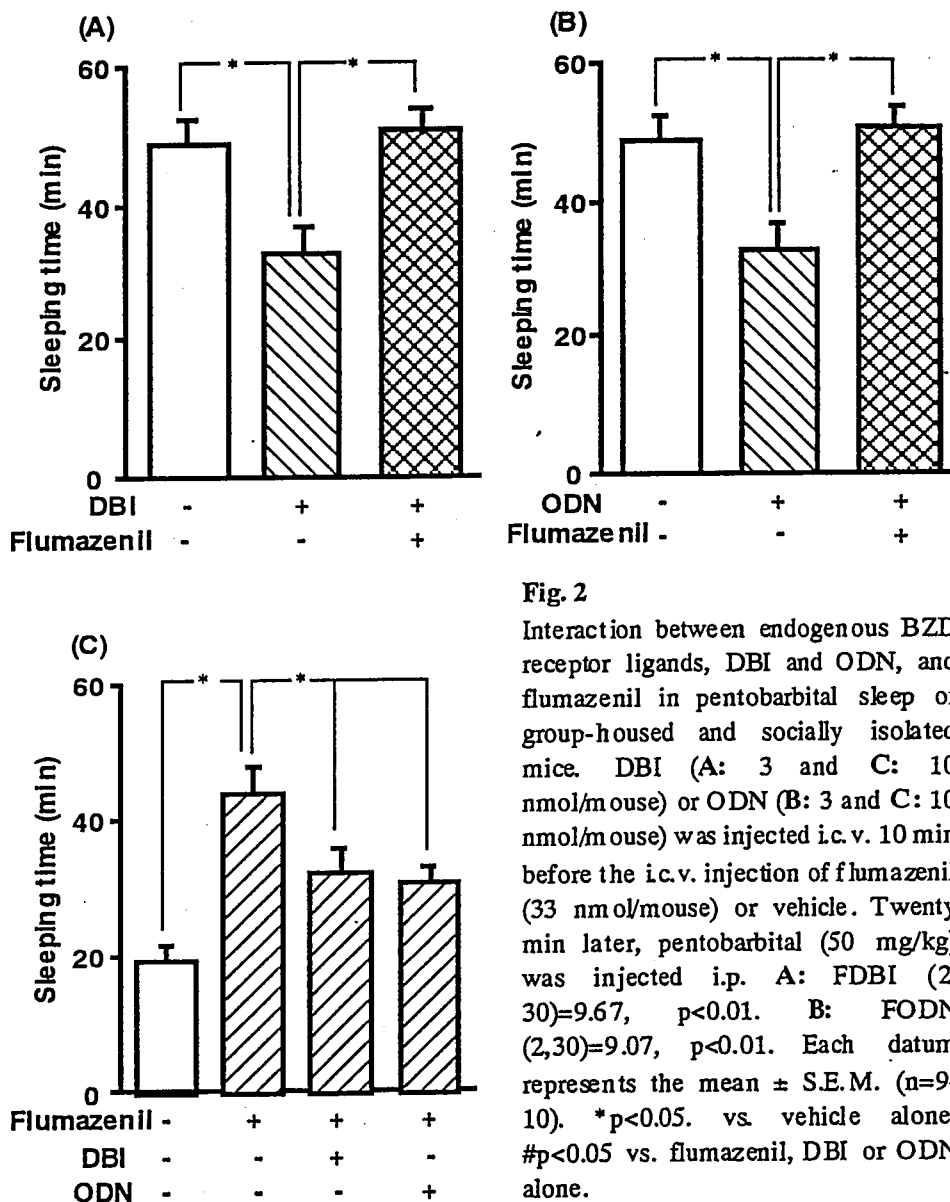 (A)
60
40
20
0
Sleeping time (min)
*
*
DBI - + +
Flumazenil - - +
(B)
60
40
20
0
Sleeping time (min)
*
*
ODN - + +
Flumazenil - - +
(C)
60
40
20
0
Sleeping time (min)
*
*
Flumazenil - + + +
DBI - - + -
ODN - - - +
Fig. 2
Interaction between endogenous BZD
receptor ligands, DBI and ODN, and
flumazenil in pentobarbital sleep
group-housed and socially isolated
mice. DBI (A: 3 and C: 10
nmol/mouse) or ODN (B: 3 and C: 10
nmol/mouse) was injected i.c.v. 10 min
before the i.c.v. injection of flumazenil
(33 nmol/mouse) or vehicle. Twenty
min later, pentobarbital (50 mg/kg)
was injected i.p. A: FDBI (2,
30)=9.67, p<0.01. B: FODN
(2,30)=9.07, p<0.01. Each datum
represents the mean ± S.E.M. (n=9-
10). *p<0.05. vs. vehicle alone
#p<0.05 vs. flumazenil, DBI or ODN
alone.